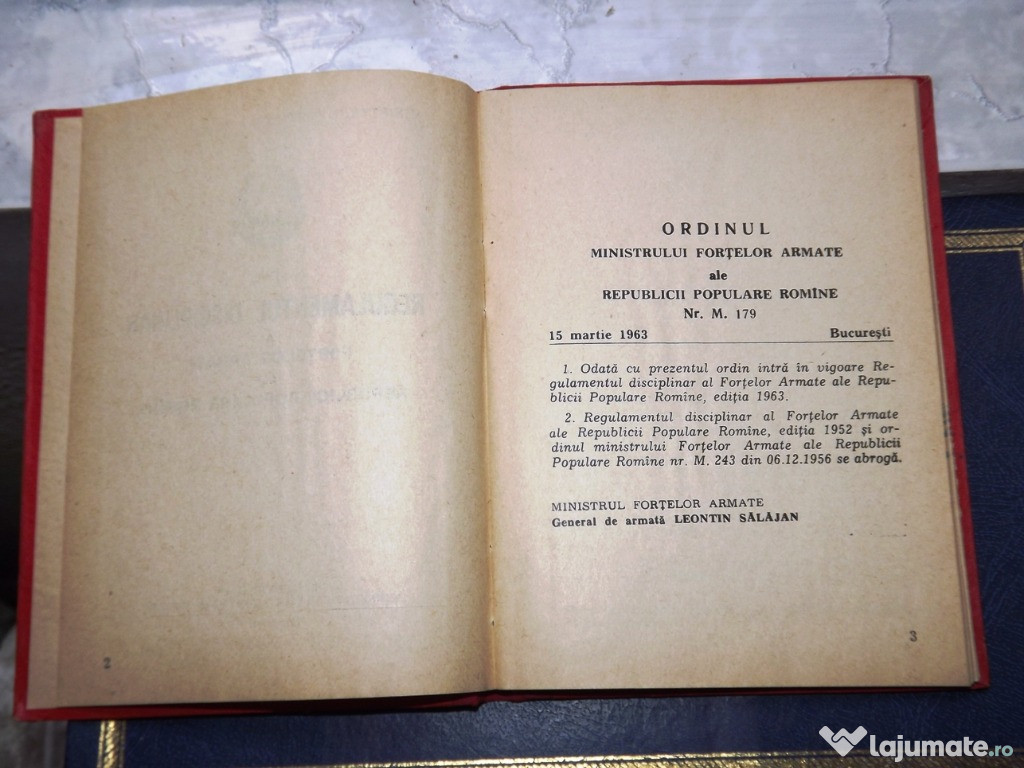 2
ORDINUL
MINISTRULUI FORȚELOR ARMATE
ale
REPUBLICII POPULARE ROMÎNE
Nr. M. 179
15 martie 1963 București
1. Odată cu prezentul ordin intră în vigoare Re-
gulamentul disciplinar al Forțelor Armate ale Repu-
blicii Populare Romîne, ediția 1963.
2. Regulamentul disciplinar al Forțelor Armate
ale Republicii Populare Romîne, ediția 1952 și or-
dinul ministrului Forțelor Armate ale Republicii
Populare Romîne nr. M. 243 din 06.12.1956 se abrogă.
MINISTRUL FORȚELOR ARMATE
General de armată LEONTIN SĂLĂJAN
3
lajumate.ro